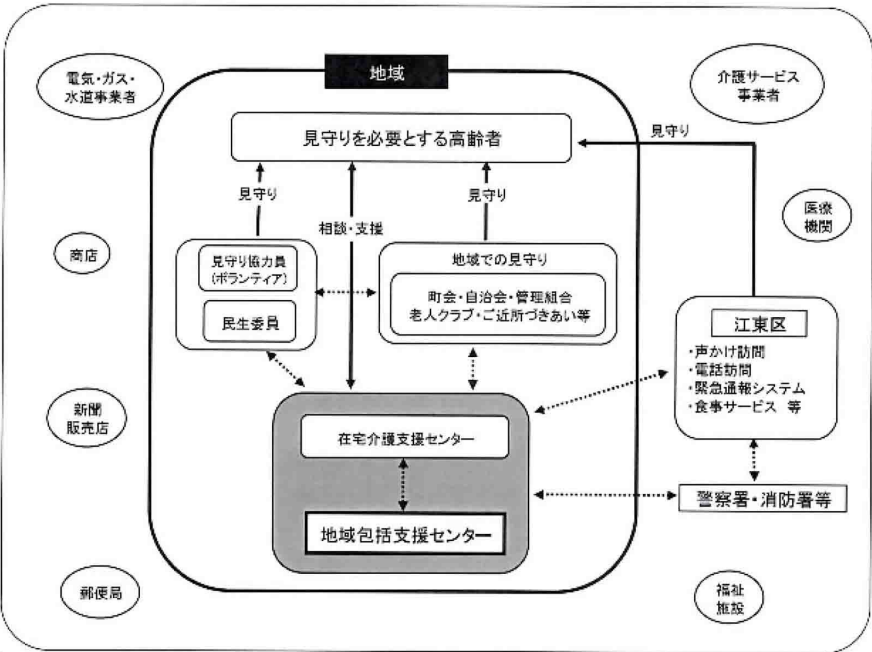 地域
電気・ガス・
水道事業者
介護サービス
事業者
見守りを必要とする高齢者
見守り
見守り
見守り
相談・支援
医療
機関
商店
見守り協力員
(ボランティア)
民生委員
地域での見守り
町会・自治会・管理組合
老人クラブ・ご近所づきあい等
江東区
・声かけ訪問
・電話訪問
・緊急通報システム
・食事サービス 等
新聞
販売店
在宅介護支援センター
地域包括支援センター
警察署・消防署等
郵便局
福祉
施設